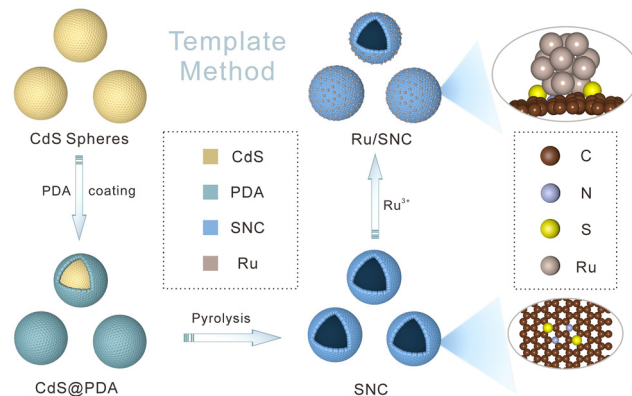 Template
Method
CdS Spheres
Ru/SNC
PDA coating
CdS
PDA
SNC
Ru
Ru³⁺
C
N
S
Ru
Pyrolysis
CdS@PDA
SNC